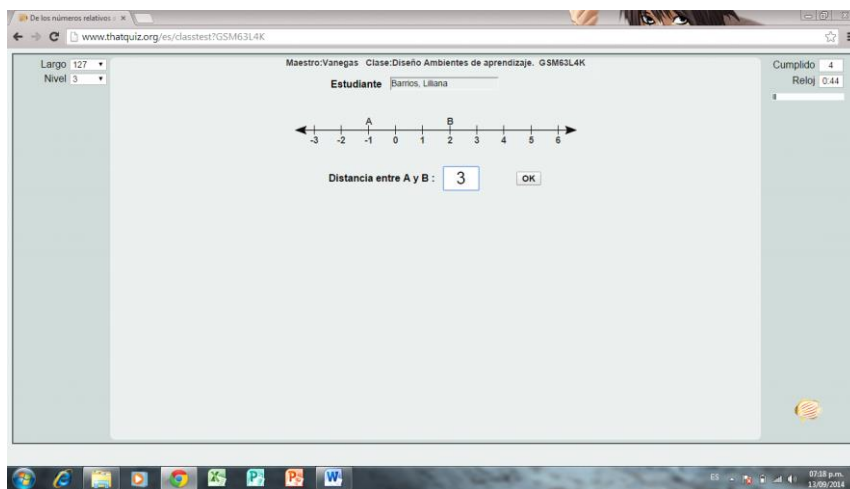 De los números relativos
www.thatquiz.org/es/classtest?GSM63L4K
Largo 127
Nivel 3
Maestro:Vanegas Clase:Diseño Ambientes de aprendizaje. GSM63L4K
Estudiante Barrios, Liliana
Cumplido 4
Reloj 0:44
A B
-3 -2 -1 0 1 2 3 4 5 6
Distancia entre A y B : 3 OK
ES
07:18 p.m.
13/09/2014